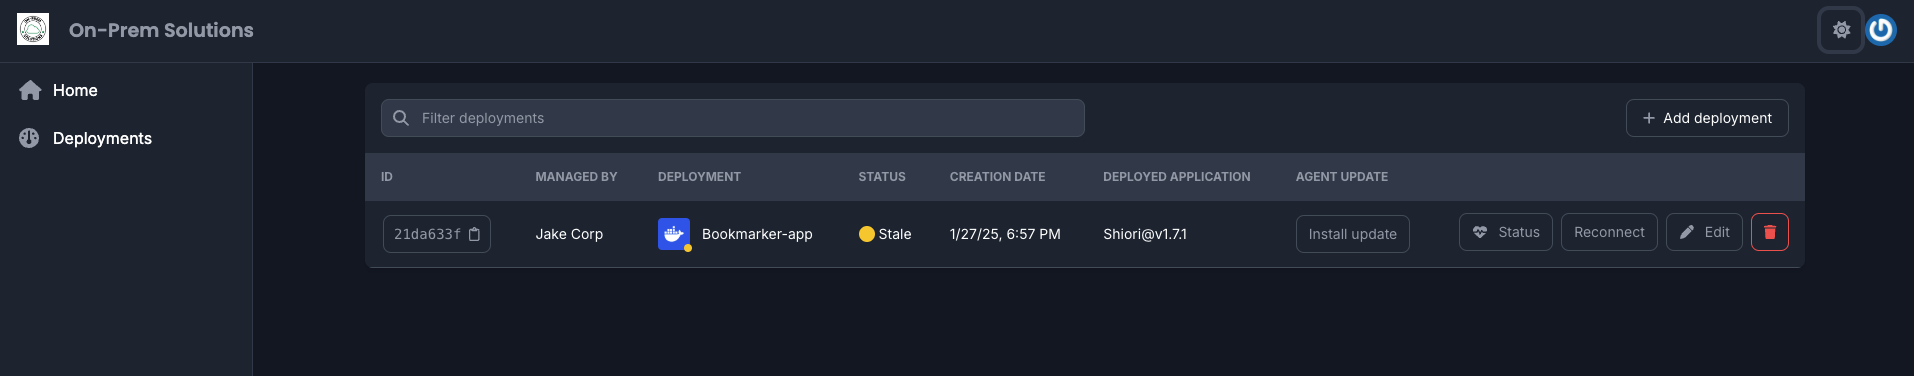 On-Prem Solutions
Home
Deployments
Filter deployments
Add deployment
ID MANAGED BY DEPLOYMENT STATUS CREATION DATE DEPLOYED APPLICATION AGENT UPDATE
21da633f Jake Corp Bookmarker-app Stale 1/27/25, 6:57 PM Shiori@v1.7.1 Install update Status Reconnect Edit